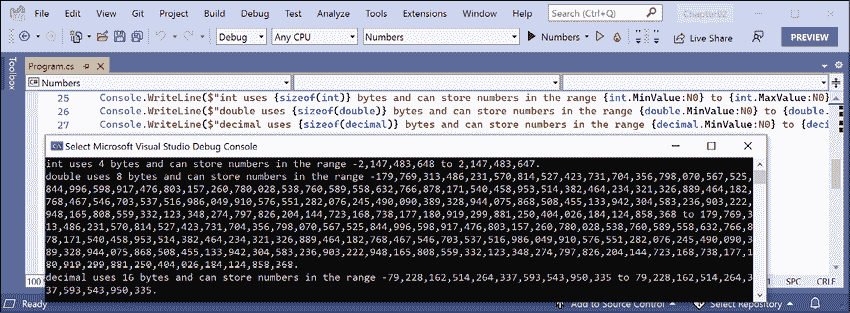 File Edit View Git Project Build Debug Test Analyze Tools Extensions Window Help Search (Ctrl+Q)
Debug Any CPU Numbers Numbers Live Share PREVIEW
Toolbox
Program.cs
C# Numbers
25 Console.WriteLine($"int uses {sizeof(int)} bytes and can store numbers in the range {int.MinValue:N0} to {int.MaxValue:N0}
26 Console.WriteLine($"double uses {sizeof(double)} bytes and can store numbers in the range {double.MinValue:N0} to {double.
27 Console.WriteLine($"decimal uses {sizeof(decimal)} bytes and can store numbers in the range {decimal.MinValue:N0} to {deci
Select Microsoft Visual Studio Debug Console
int uses 4 bytes and can store numbers in the range -2,147,483,648 to 2,147,483,647.
double uses 8 bytes and can store numbers in the range -179,769,313,486,231,570,814,527,423,731,704,356,798,070,567,525,
844,996,598,917,476,803,157,260,780,028,538,760,589,558,632,766,878,171,540,458,953,514,382,464,234,321,326,889,464,182,
768,467,546,703,537,516,986,049,910,576,551,282,076,245,490,090,389,328,944,075,868,508,455,133,942,304,583,236,903,222,
948,165,808,559,332,123,348,274,797,826,204,144,723,168,738,177,180,919,299,881,250,404,026,184,124,858,368 to 179,769,3
13,486,231,570,814,527,423,731,704,356,798,070,567,525,844,996,598,917,476,803,157,260,780,028,538,760,589,558,632,766,8
78,171,540,458,953,514,382,464,234,321,326,889,464,182,768,467,546,703,537,516,986,049,910,576,551,282,076,245,490,090,3
89,328,944,075,868,508,455,133,942,304,583,236,903,222,948,165,808,559,332,123,348,274,797,826,204,144,723,168,738,177,1
80,919,299,881,250,404,026,184,124,858,368.
decimal uses 16 bytes and can store numbers in the range -79,228,162,514,264,337,593,543,950,335 to 79,228,162,514,264,3
37,593,543,950,335.
100 SPC CRLF
Ready Add to Source Control Select Repository